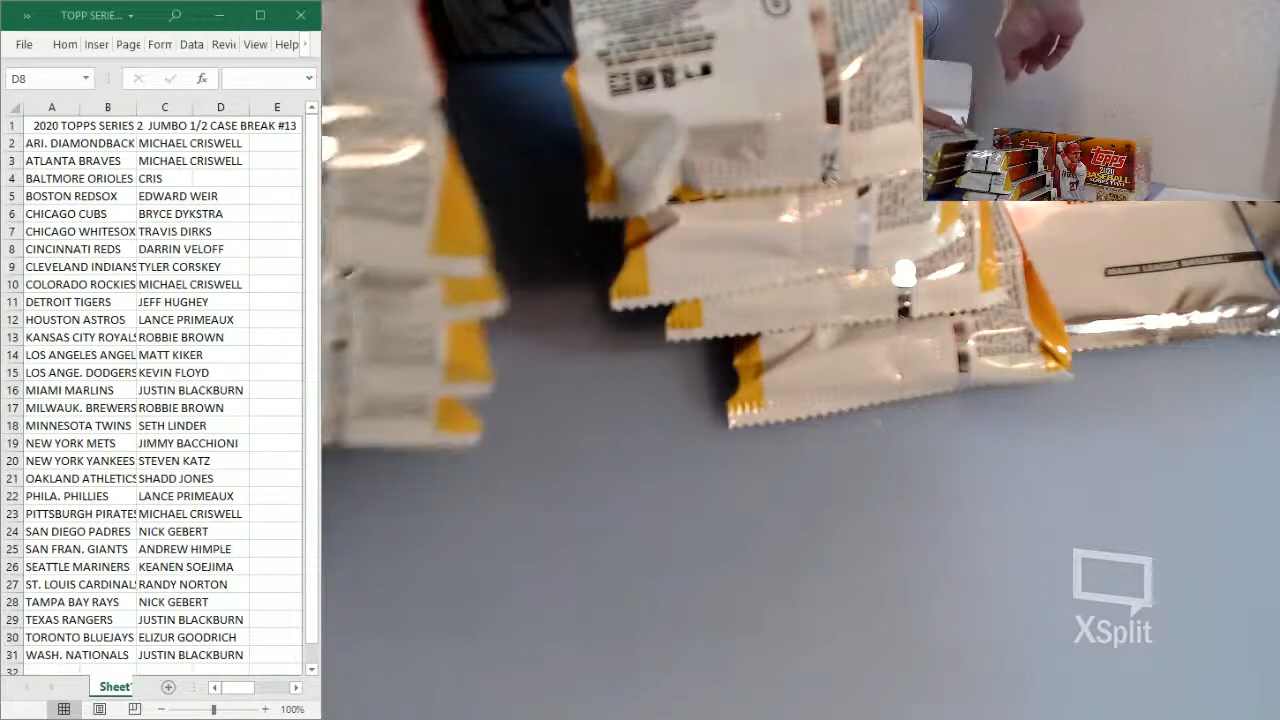 TOPP SERIE...
File Hom Inser Page Form Data Revie View Help
D8 fx
A B C D E
1 2020 TOPPS SERIES 2 JUMBO 1/2 CASE BREAK #13
2 ARI. DIAMONDBACK MICHAEL CRISWELL
3 ATLANTA BRAVES MICHAEL CRISWELL
4 BALTMORE ORIOLES CRIS
5 BOSTON REDSOX EDWARD WEIR
6 CHICAGO CUBS BRYCE DYKSTRA
7 CHICAGO WHITESOX TRAVIS DIRKS
8 CINCINNATI REDS DARRIN VELOFF
9 CLEVELAND INDIANS TYLER CORSKEY
10 COLORADO ROCKIES MICHAEL CRISWELL
11 DETROIT TIGERS JEFF HUGHEY
12 HOUSTON ASTROS LANCE PRIMEAUX
13 KANSAS CITY ROYALS ROBBIE BROWN
14 LOS ANGELES ANGEL MATT KIKER
15 LOS ANGE. DODGERS KEVIN FLOYD
16 MIAMI MARLINS JUSTIN BLACKBURN
17 MILWAUK. BREWERS ROBBIE BROWN
18 MINNESOTA TWINS SETH LINDER
19 NEW YORK METS JIMMY BACCHIONI
20 NEW YORK YANKEES STEVEN KATZ
21 OAKLAND ATHLETICS SHADD JONES
22 PHILA. PHILLIES LANCE PRIMEAUX
23 PITTSBURGH PIRATES MICHAEL CRISWELL
24 SAN DIEGO PADRES NICK GEBERT
25 SAN FRAN. GIANTS ANDREW HIMPLE
26 SEATTLE MARINERS KEANEN SOEJIMA
27 ST. LOUIS CARDINALS RANDY NORTON
28 TAMPA BAY RAYS NICK GEBERT
29 TEXAS RANGERS JUSTIN BLACKBURN
30 TORONTO BLUEJAYS ELIZUR GOODRICH
31 WASH. NATIONALS JUSTIN BLACKBURN
32
Sheet1
100%
TOPPS
2020
BASEBALL
XSplit